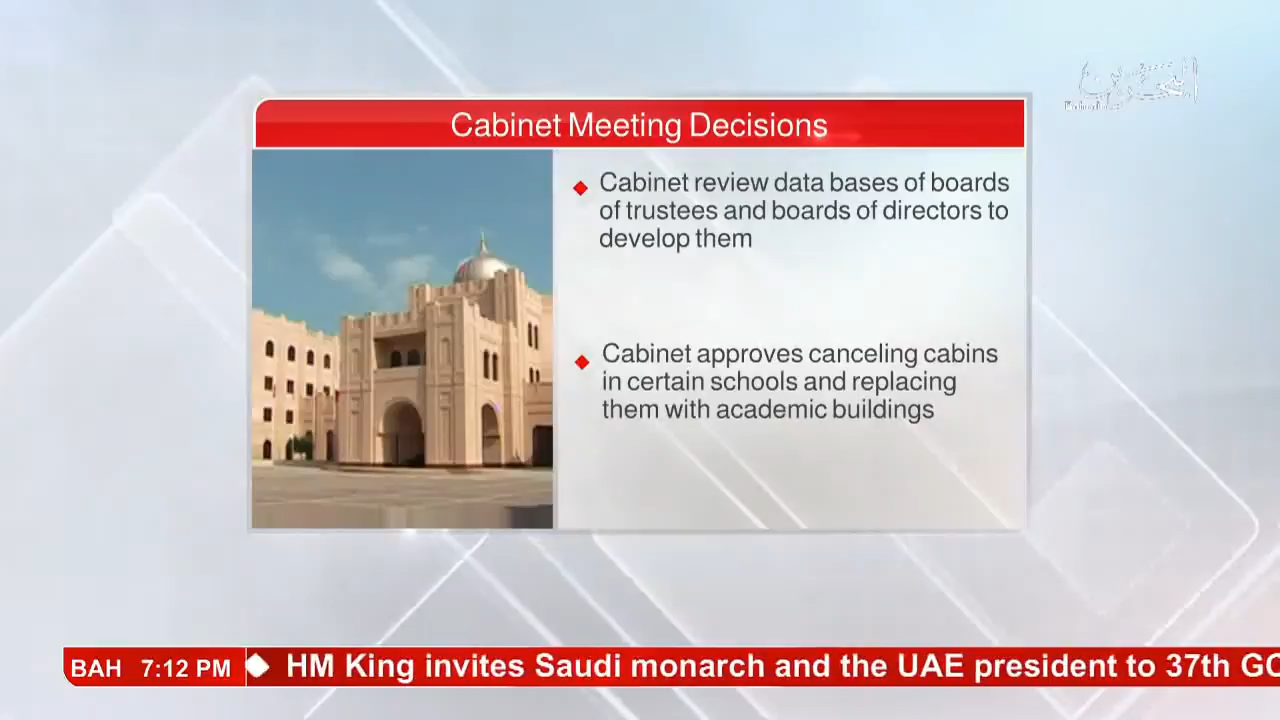 Cabinet Meeting Decisions
Cabinet review data bases of boards
of trustees and boards of directors to
develop them
Cabinet approves canceling cabins
in certain schools and replacing
them with academic buildings
BAH 7:12 PM
HM King invites Saudi monarch and the UAE president to 37th